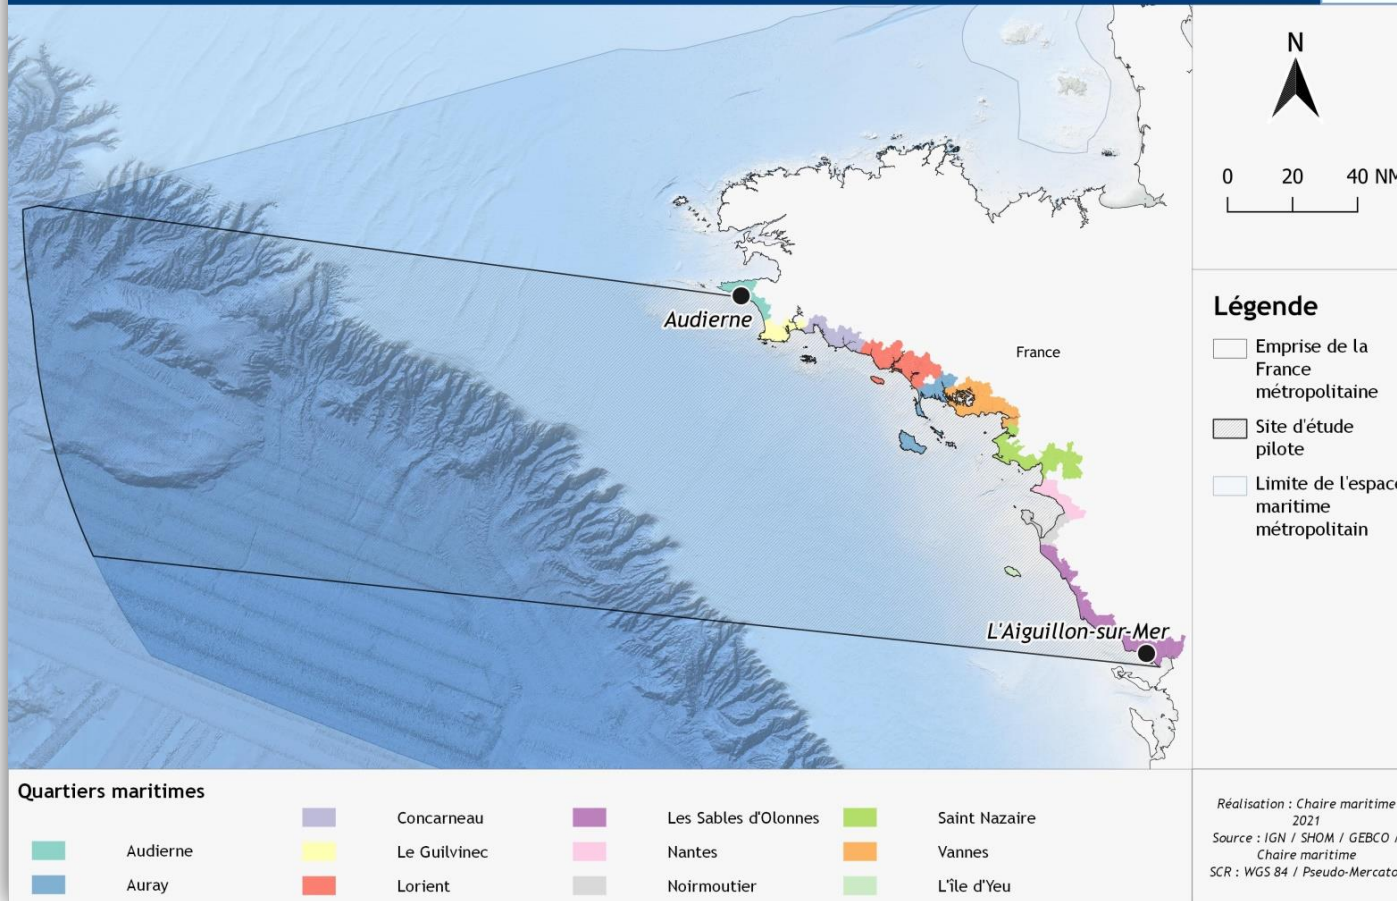 N
0 20 40 NM
Légende
Emprise de la
France
métropolitaine
Site d'étude
pilote
Limite de l'espace
maritime
métropolitain
Audierne
France
L'Aiguillon-sur-Mer
Quartiers maritimes
Audierne
Auray
Concarneau
Le Guilvinec
Lorient
Les Sables d'Olonnes
Nantes
Noirmoutier
Saint Nazaire
Vannes
L'île d'Yeu
Réalisation : Chaire maritime
2021
Source : IGN / SHOM / GEBCO /
Chaire maritime
SCR : WGS 84 / Pseudo-Mercato